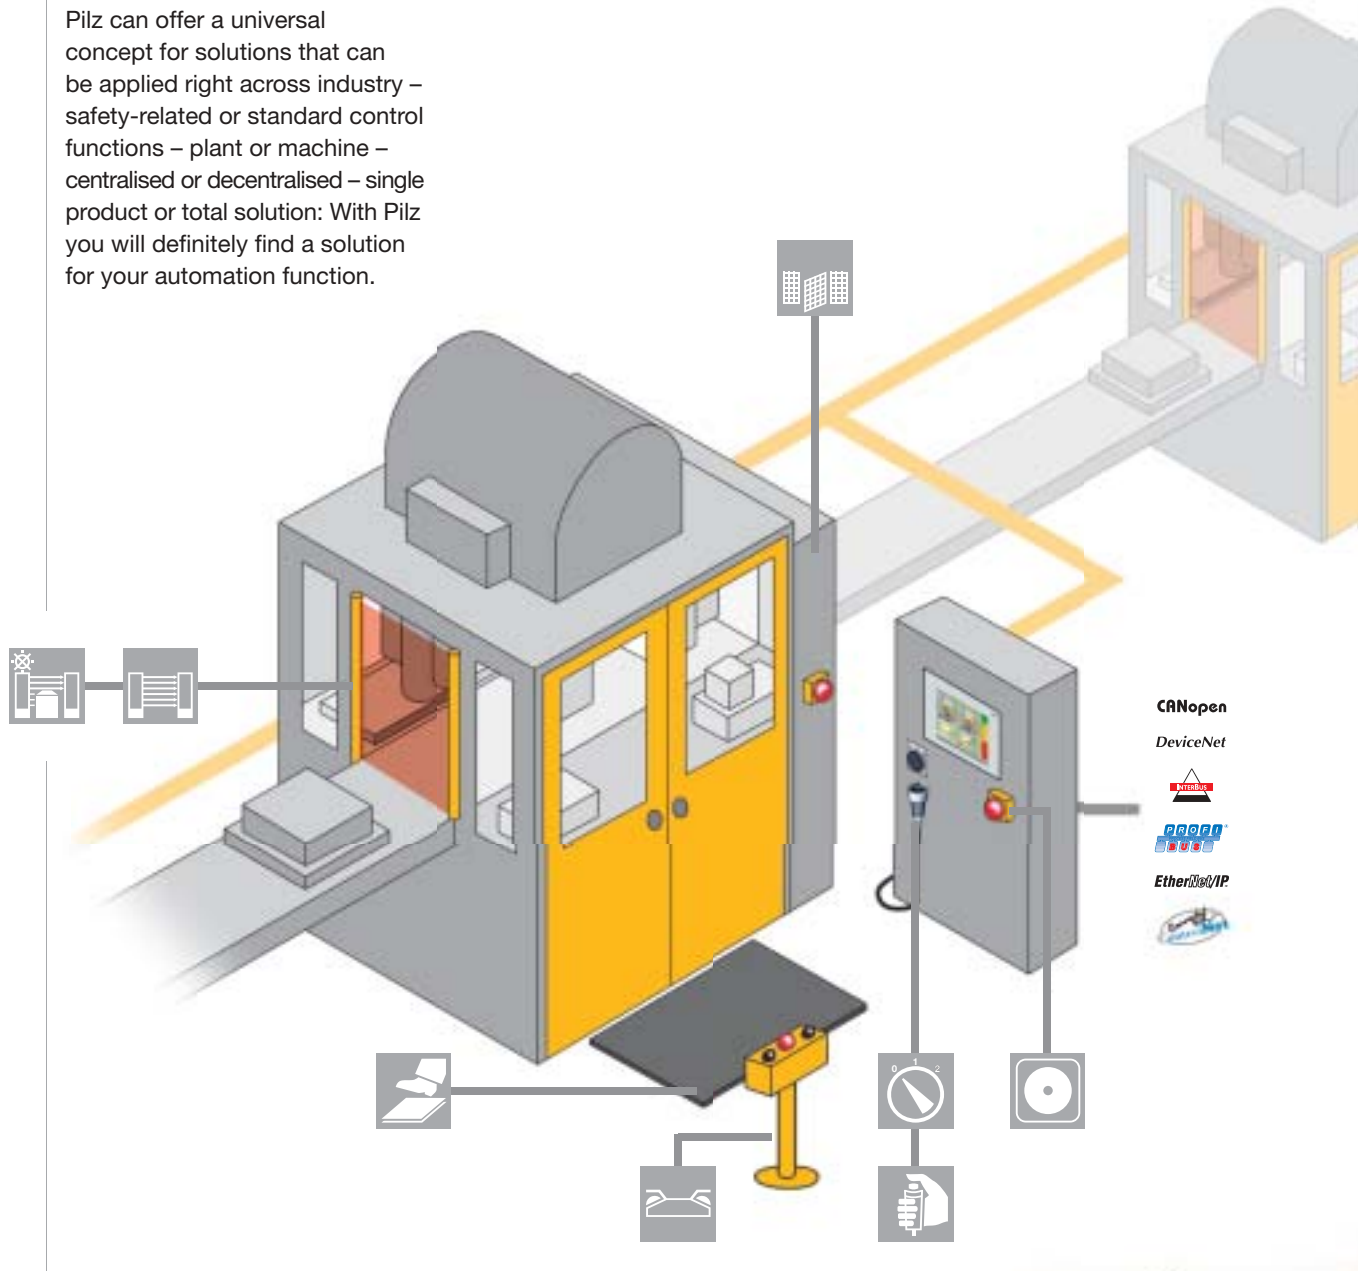 Pilz can offer a universal
concept for solutions that can
be applied right across industry –
safety-related or standard control
functions – plant or machine –
centralised or decentralised – single
product or total solution: With Pilz
you will definitely find a solution
for your automation function.
CANopen
DeviceNet
INTERBUS
PROFI
BUS
EtherNet/IP
0 1 2